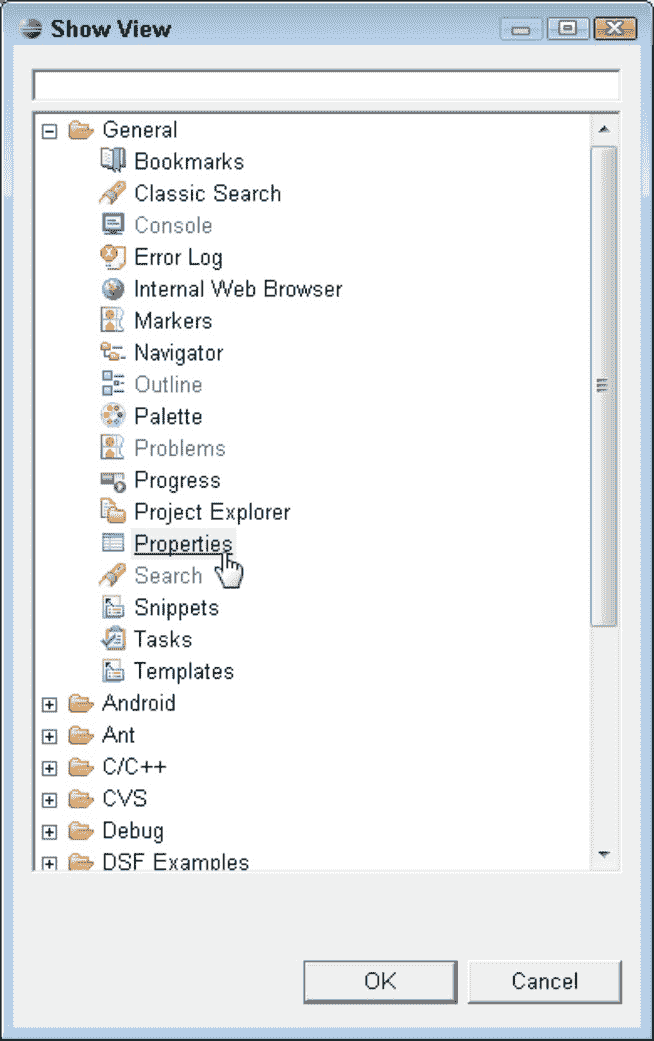 Show View
General
Bookmarks
Classic Search
Console
Error Log
Internal Web Browser
Markers
Navigator
Outline
Palette
Problems
Progress
Project Explorer
Properties
Search
Snippets
Tasks
Templates
Android
Ant
C/C++
CVS
Debug
DSF Examples
OK Cancel